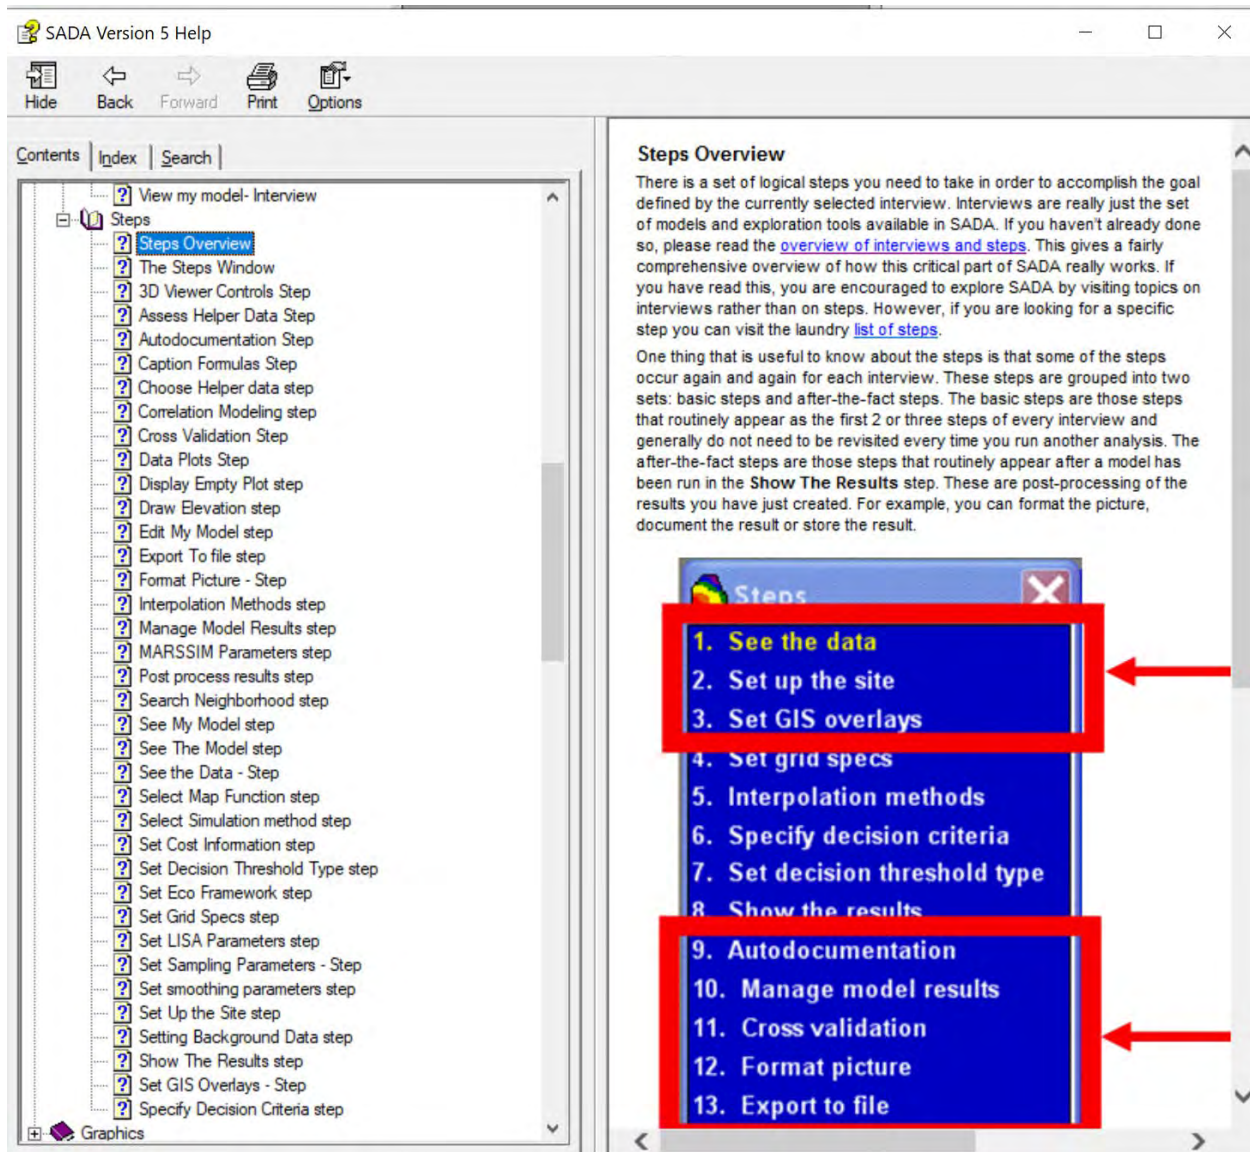 SADA Version 5 Help
Hide Back Forward Print Options
Contents Index Search
View my model- Interview
Steps
Steps Overview
The Steps Window
3D Viewer Controls Step
Assess Helper Data Step
Autodocumentation Step
Caption Formulas Step
Choose Helper data step
Correlation Modeling step
Cross Validation Step
Data Plots Step
Display Empty Plot step
Draw Elevation step
Edit My Model step
Export To file step
Format Picture - Step
Interpolation Methods step
Manage Model Results step
MARSSIM Parameters step
Post process results step
Search Neighborhood step
See My Model step
See The Model step
See the Data - Step
Select Map Function step
Select Simulation method step
Set Cost Information step
Set Decision Threshold Type step
Set Eco Framework step
Set Grid Specs step
Set LISA Parameters step
Set Sampling Parameters - Step
Set smoothing parameters step
Set Up the Site step
Setting Background Data step
Show The Results step
Set GIS Overlays - Step
Specify Decision Criteria step
Graphics
Steps Overview
There is a set of logical steps you need to take in order to accomplish the goal
defined by the currently selected interview. Interviews are really just the set
of models and exploration tools available in SADA. If you haven't already done
so, please read the overview of interviews and steps. This gives a fairly
comprehensive overview of how this critical part of SADA really works. If
you have read this, you are encouraged to explore SADA by visiting topics on
interviews rather than on steps. However, if you are looking for a specific
step you can visit the laundry list of steps.
One thing that is useful to know about the steps is that some of the steps
occur again and again for each interview. These steps are grouped into two
sets: basic steps and after-the-fact steps. The basic steps are those steps
that routinely appear as the first 2 or three steps of every interview and
generally do not need to be revisited every time you run another analysis. The
after-the-fact steps are those steps that routinely appear after a model has
been run in the Show The Results step. These are post-processing of the
results you have just created. For example, you can format the picture,
document the result or store the result.
Steps
1. See the data
2. Set up the site
3. Set GIS overlays
4. Set grid specs
5. Interpolation methods
6. Specify decision criteria
7. Set decision threshold type
8. Show the results
9. Autodocumentation
10. Manage model results
11. Cross validation
12. Format picture
13. Export to file